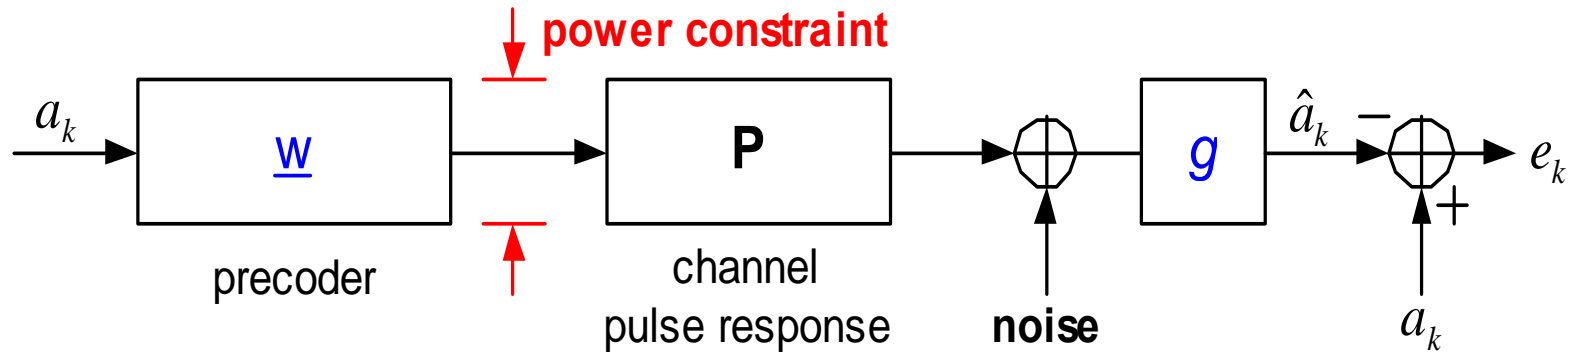 power constraint
a_k
w
P
g
â_k
−
e_k
+
precoder
channel
pulse response
noise
a_k